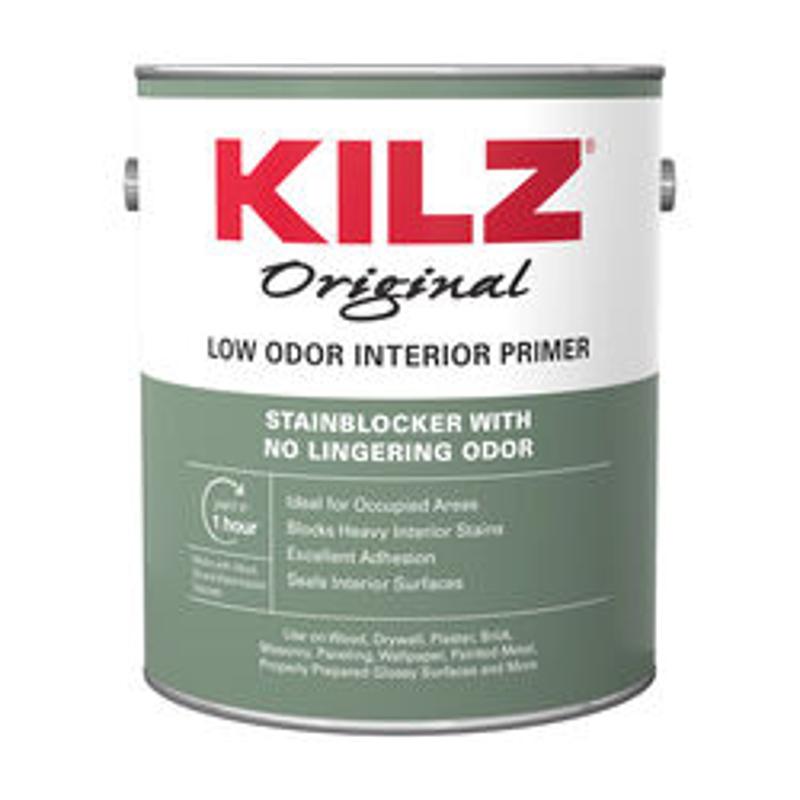 KILZ®
Original
LOW ODOR INTERIOR PRIMER
STAINBLOCKER WITH
NO LINGERING ODOR
1 hour
Ideal for Occupied Areas
Blocks Heavy Interior Stains
Excellent Adhesion
Seals Interior Surfaces
Use on Wood, Drywall, Plaster, Brick,
Masonry, Paneling, Wallpaper, Painted Metal,
Properly Prepared Glossy Surfaces and More